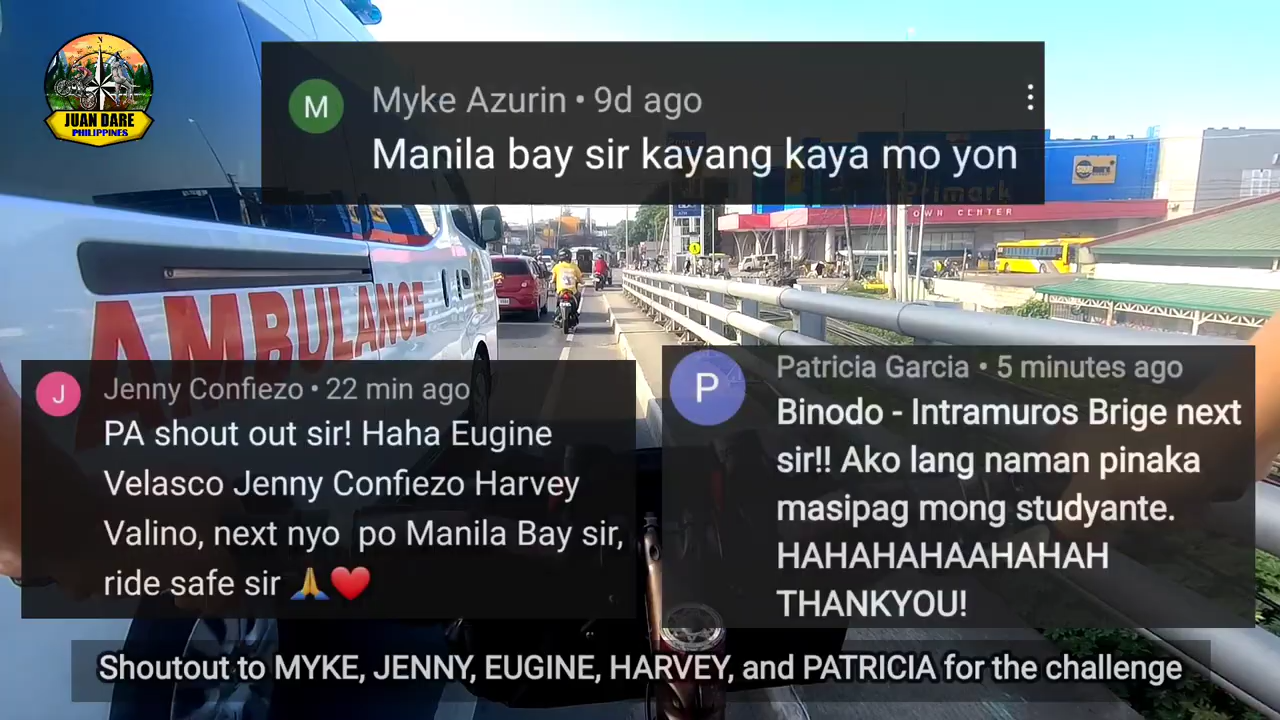 JUAN DARE
PHILIPPINES
M
Myke Azurin • 9d ago
Manila bay sir kayang kaya mo yon
Primark
TOWN CENTER
AMBULANCE
J
Jenny Confiezo • 22 min ago
PA shout out sir! Haha Eugine
Velasco Jenny Confiezo Harvey
Valino, next nyo po Manila Bay sir,
ride safe sir 🙏❤️
P
Patricia Garcia • 5 minutes ago
Binodo - Intramuros Brige next
sir!! Ako lang naman pinaka
masipag mong studyante.
HAHAHAHAAHAHAH
THANKYOU!
Shoutout to MYKE, JENNY, EUGINE, HARVEY, and PATRICIA for the challenge